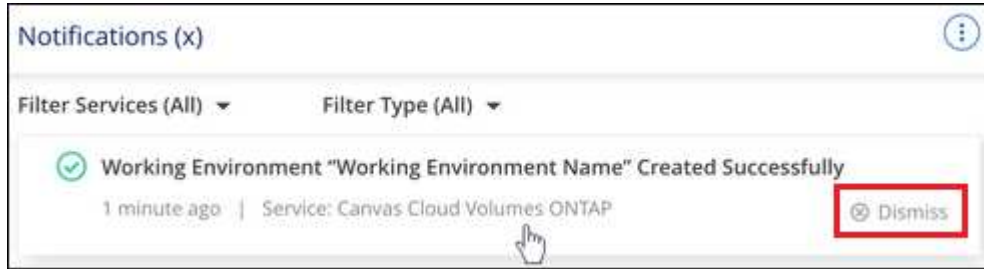 Notifications (x)
Filter Services (All) Filter Type (All)
Working Environment “Working Environment Name” Created Successfully
1 minute ago | Service: Canvas Cloud Volumes ONTAP Dismiss